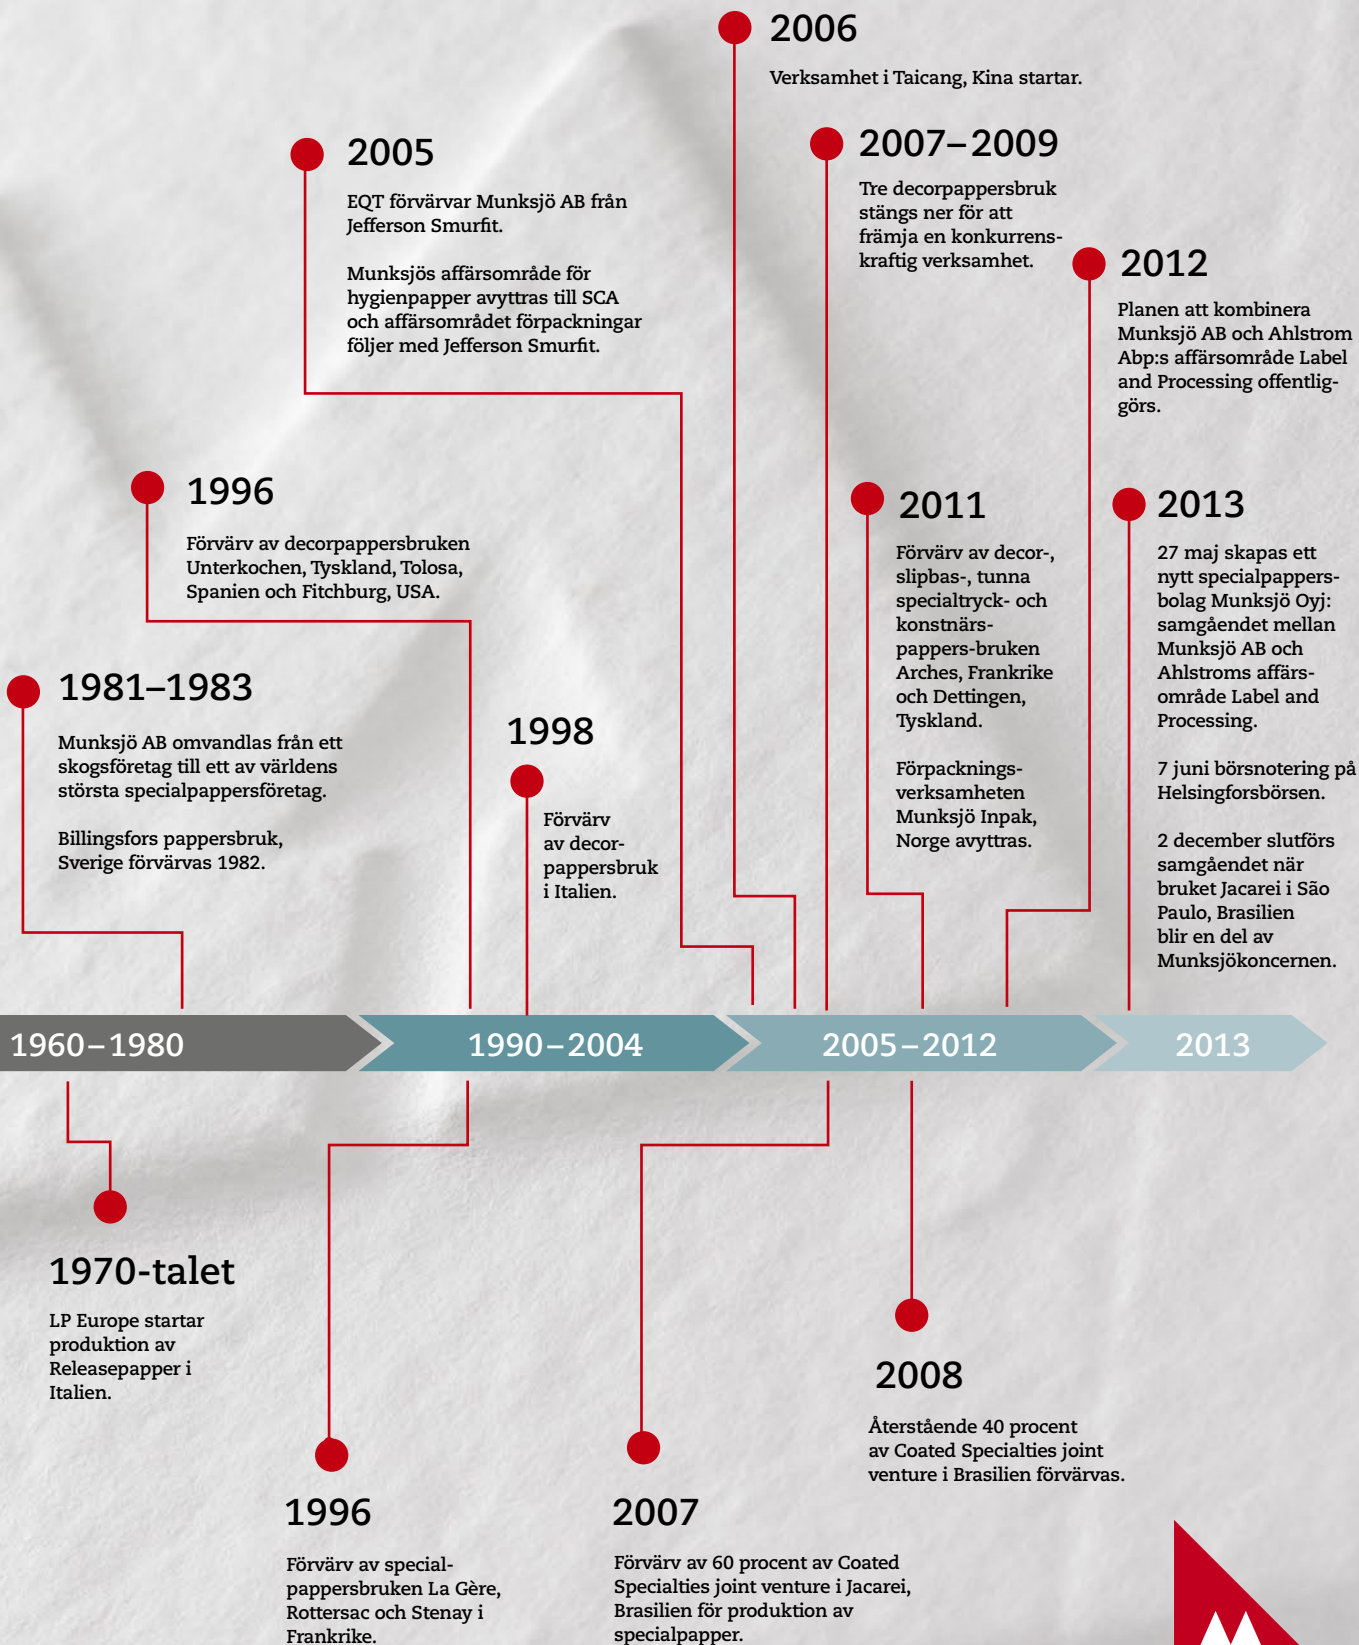 2006
Verksamhet i Taicang, Kina startar.
2005
EQT förvärvar Munksjö AB från
Jefferson Smurfit.
Munksjös affärsområde för
hygienpapper avyttras till SCA
och affärsområdet förpackningar
följer med Jefferson Smurfit.
2007–2009
Tre decorpappersbruk
stängs ner för att
främja en konkurrens-
kraftig verksamhet.
2012
Planen att kombinera
Munksjö AB och Ahlstrom
Abp:s affärsområde Label
and Processing offentlig-
görs.
1996
Förvärv av decorpappersbruken
Unterkochen, Tyskland, Tolosa,
Spanien och Fitchburg, USA.
2011
Förvärv av decor-,
slipbas-, tunna
specialtryck- och
konstnärs-
pappers-bruken
Arches, Frankrike
och Dettingen,
Tyskland.
Förpacknings-
verksamheten
Munksjö Inpak,
Norge avyttras.
2013
27 maj skapas ett
nytt specialpappers-
bolag Munksjö Oyj:
samgåendet mellan
Munksjö AB och
Ahlstroms affärs-
område Label and
Processing.
7 juni börsnotering på
Helsingforsbörsen.
2 december slutförs
samgåendet när
bruket Jacarei i São
Paulo, Brasilien
blir en del av
Munksjökoncernen.
1981–1983
Munksjö AB omvandlas från ett
skogsföretag till ett av världens
största specialpappersföretag.
Billingsfors pappersbruk,
Sverige förvärvas 1982.
1998
Förvärv
av decor-
pappersbruk
i Italien.
1960–1980
1990–2004
2005–2012
2013
1970-talet
LP Europe startar
produktion av
Releasepapper i
Italien.
2008
Återstående 40 procent
av Coated Specialties joint
venture i Brasilien förvärvas.
1996
Förvärv av special-
pappersbruken La Gère,
Rottersac och Stenay i
Frankrike.
2007
Förvärv av 60 procent av Coated
Specialties joint venture i Jacarei,
Brasilien för produktion av
specialpapper.